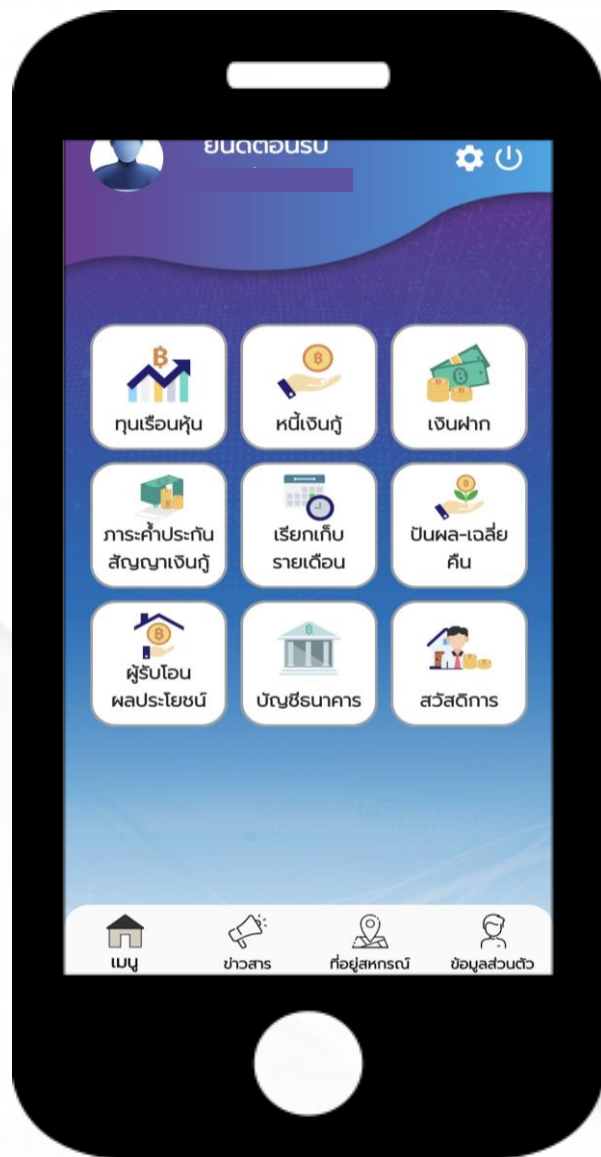 ยินดีต้อนรับ
ทุนเรือนหุ้น
หนี้เงินกู้
เงินฝาก
ภาระค้ำประกัน
สัญญาเงินกู้
เรียกเก็บ
รายเดือน
ปันผล-เฉลี่ย
คืน
ผู้รับโอน
ผลประโยชน์
บัญชีธนาคาร
สวัสดิการ
เมนู
ข่าวสาร
ที่อยู่สหกรณ์
ข้อมูลส่วนตัว